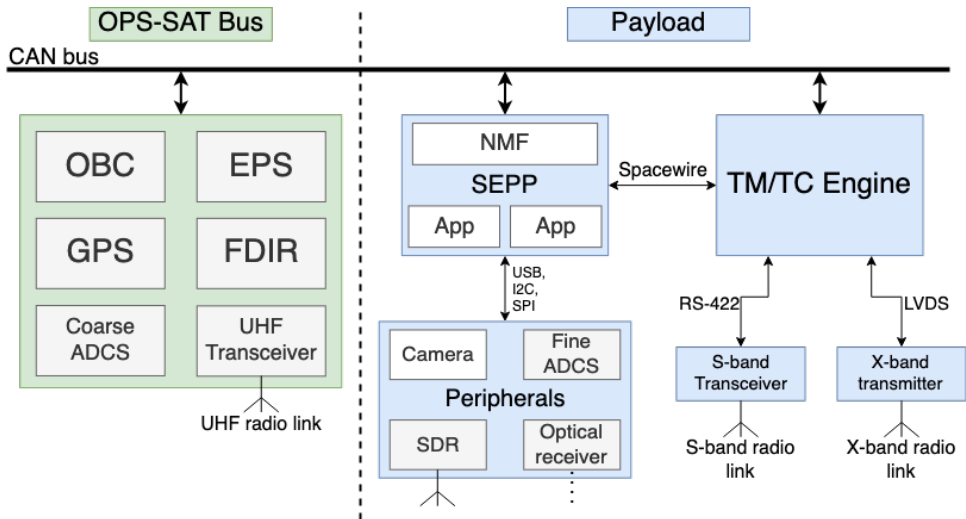 OPS-SAT Bus
Payload
CAN bus
OBC
EPS
GPS
FDIR
Coarse
ADCS
UHF
Transceiver
UHF radio link
NMF
SEPP
App
App
Spacewire
TM/TC Engine
USB,
I2C,
SPI
RS-422
LVDS
Camera
Fine
ADCS
Peripherals
SDR
Optical
receiver
S-band
Transceiver
X-band
transmitter
S-band radio
link
X-band radio
link